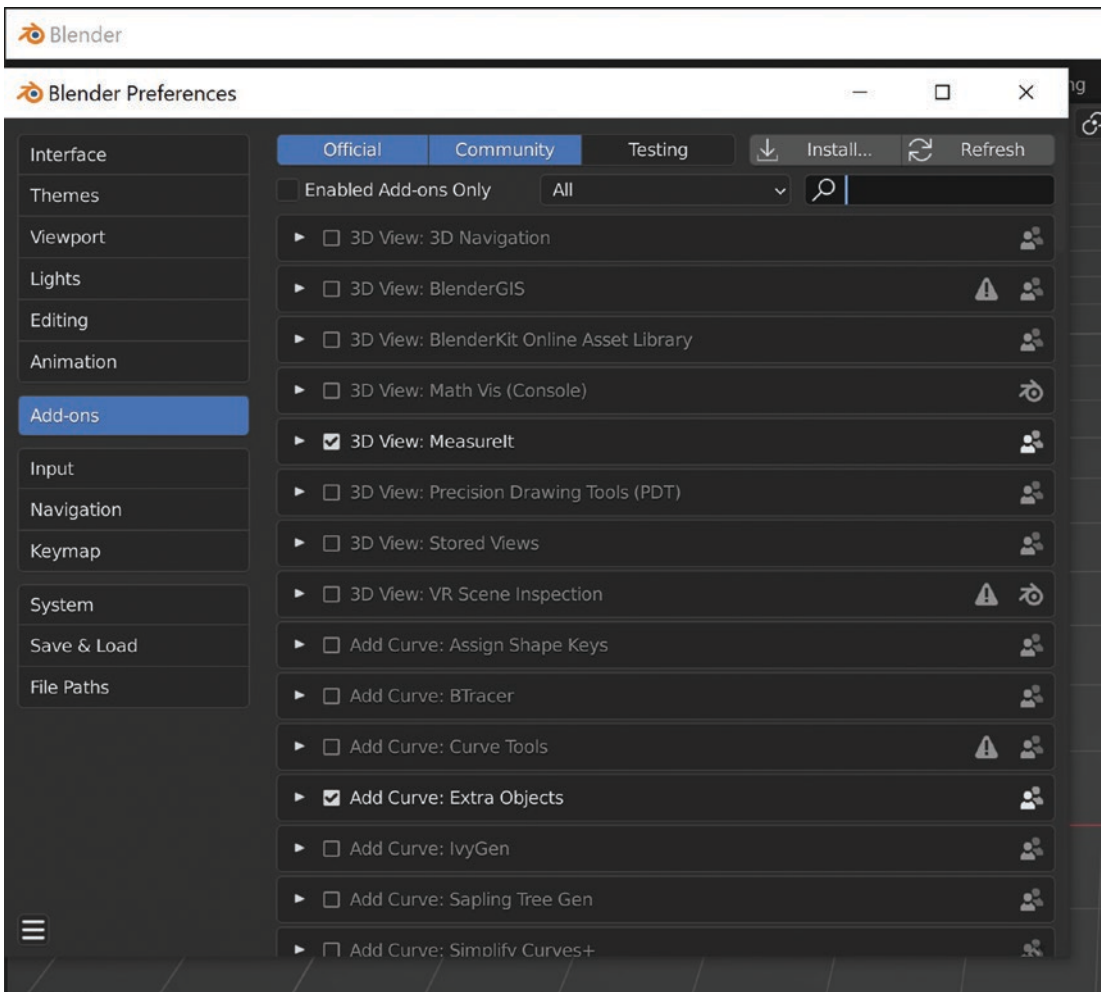 Blender
Blender Preferences
ng
Interface
Themes
Viewport
Lights
Editing
Animation
Add-ons
Input
Navigation
Keymap
System
Save & Load
File Paths
Official Community Testing Install... Refresh
Enabled Add-ons Only All
3D View: 3D Navigation
3D View: BlenderGIS
3D View: BlenderKit Online Asset Library
3D View: Math Vis (Console)
3D View: MeasureIt
3D View: Precision Drawing Tools (PDT)
3D View: Stored Views
3D View: VR Scene Inspection
Add Curve: Assign Shape Keys
Add Curve: BTracer
Add Curve: Curve Tools
Add Curve: Extra Objects
Add Curve: IvyGen
Add Curve: Sapling Tree Gen
Add Curve: Simplify Curves+